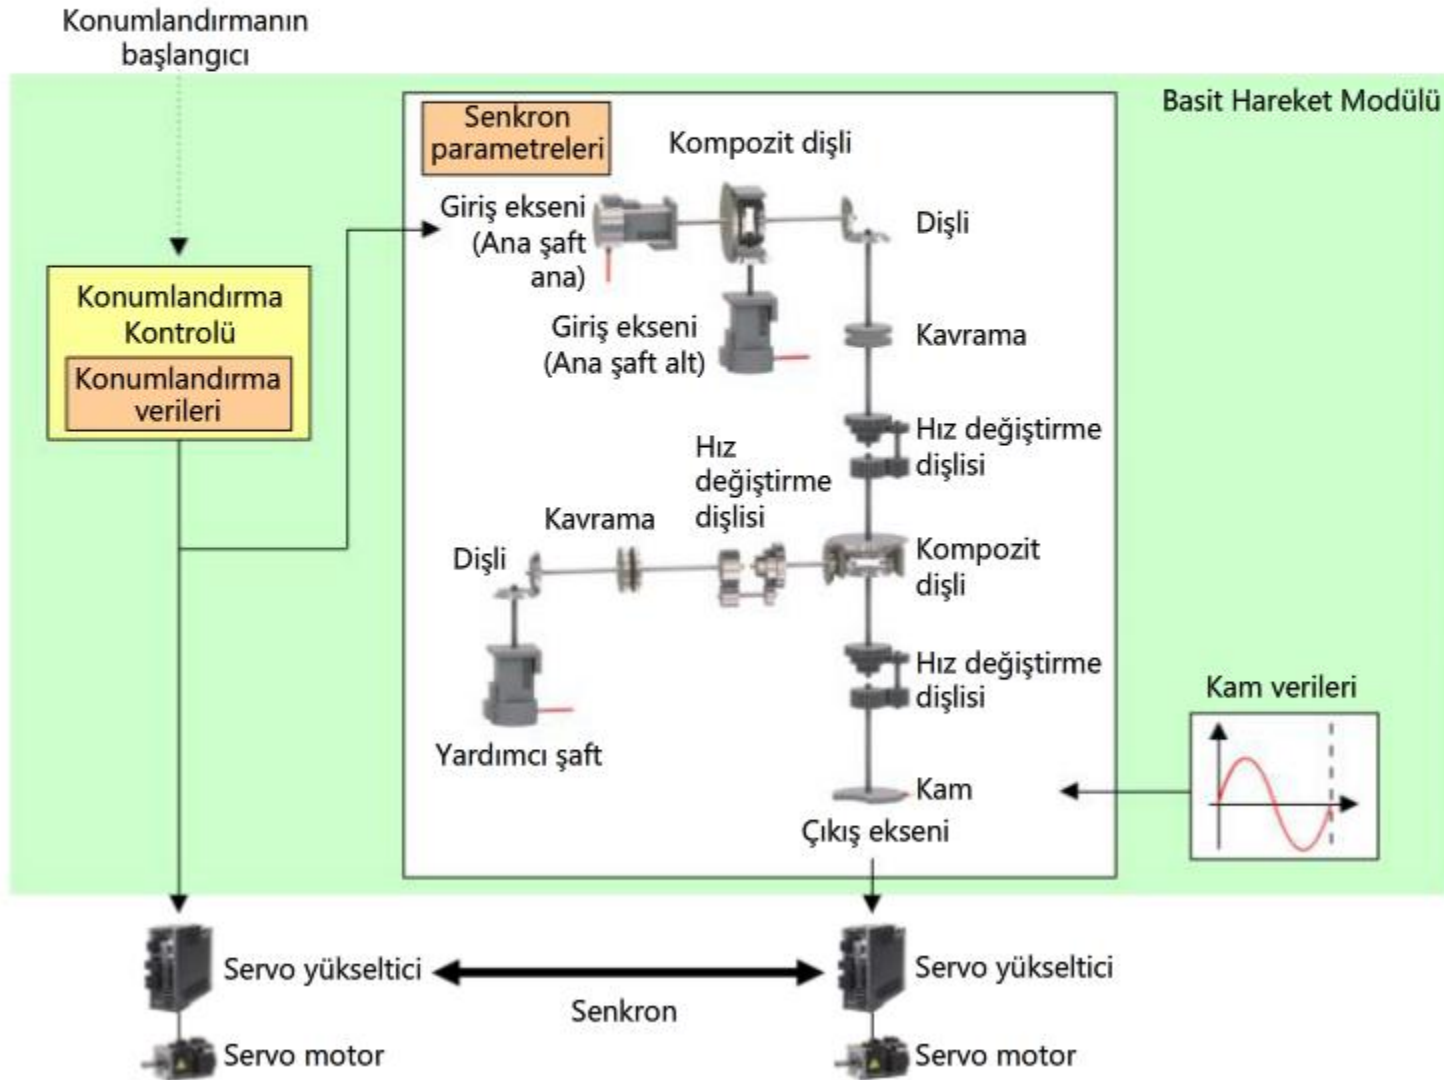 Konumlandırmanın
başlangıcı
Basit Hareket Modülü
Senkron
parametreleri
Kompozit dişli
Giriş ekseni
(Ana şaft
ana)
Dişli
Konumlandırma
Kontrolü
Konumlandırma
verileri
Giriş ekseni
(Ana şaft alt)
Kavrama
Hız değiştirme
dişlisi
Hız
değiştirme
dişlisi
Kavrama
Dişli
Kompozit
dişli
Hız değiştirme
dişlisi
Yardımcı şaft
Kam verileri
Kam
Çıkış ekseni
Servo yükseltici
Senkron
Servo yükseltici
Servo motor
Servo motor